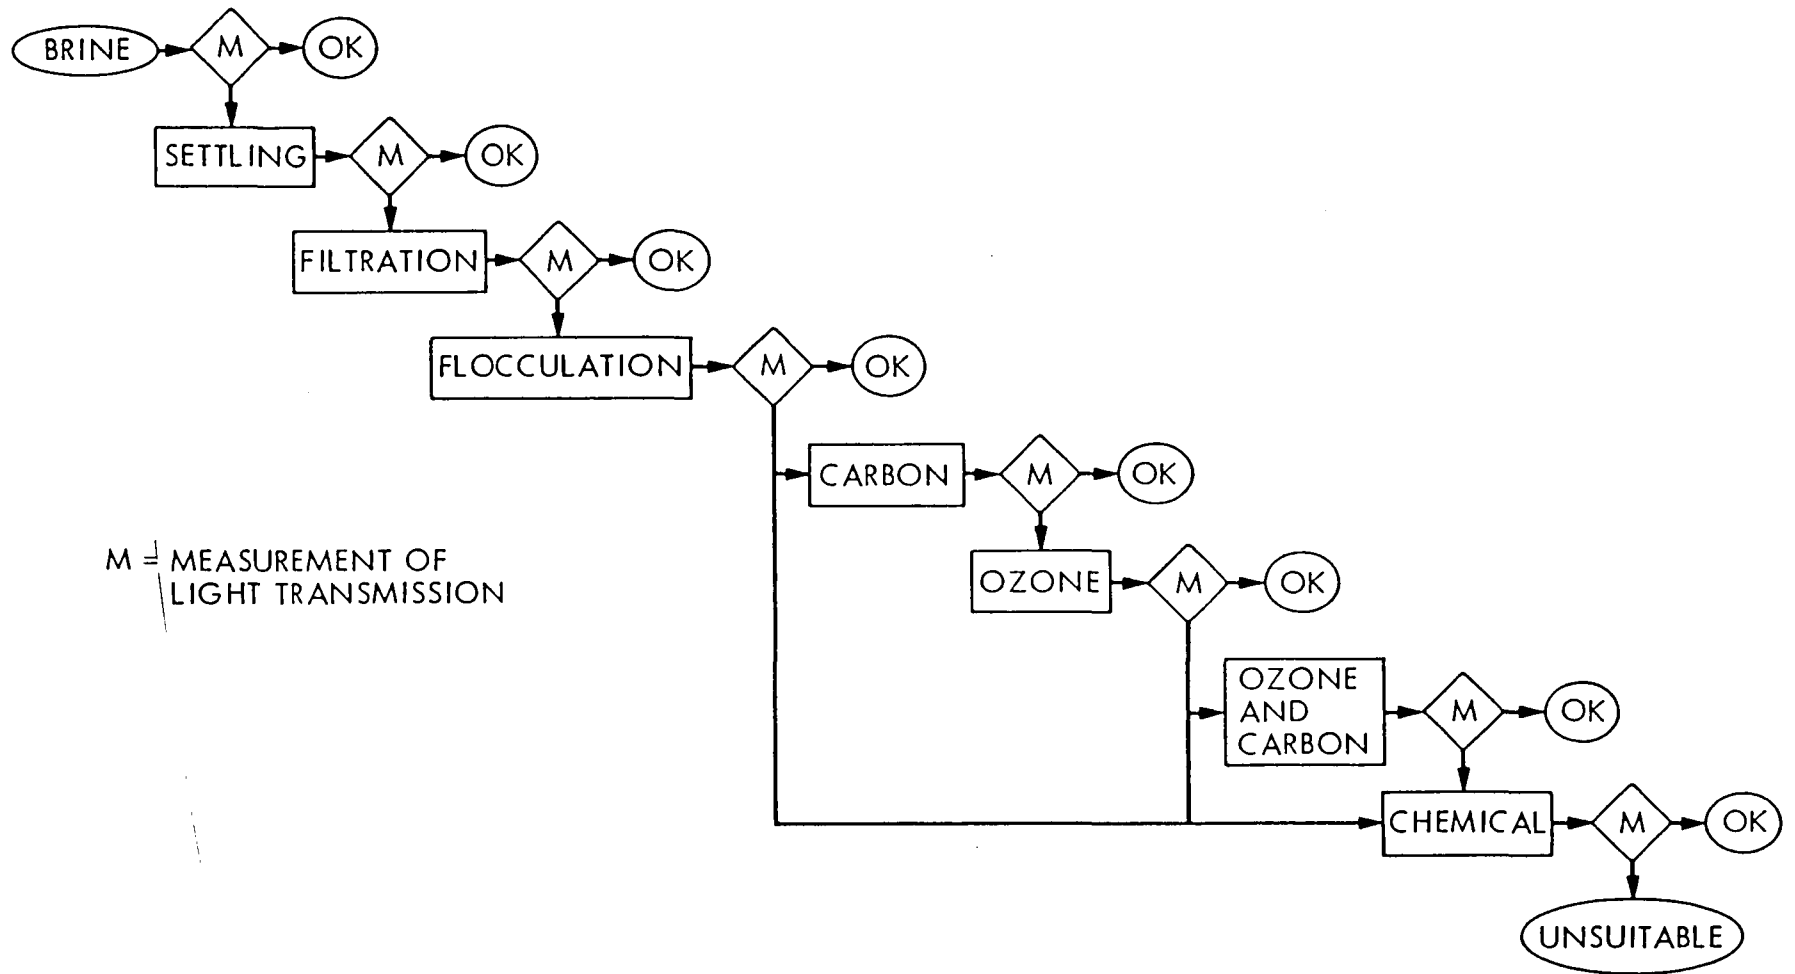 BRINE M OK
SETTLING M OK
FILTRATION M OK
FLOCCULATION M OK
CARBON M OK
M = MEASUREMENT OF
LIGHT TRANSMISSION
OZONE M OK
OZONE
AND
CARBON
M OK
CHEMICAL M OK
UNSUITABLE